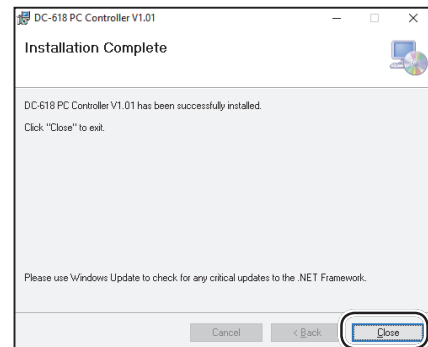 DC-618 PC Controller V1.01
Installation Complete
DC-618 PC Controller V1.01 has been successfully installed.
Click "Close" to exit.
Please use Windows Update to check for any critical updates to the .NET Framework.
Cancel
< Back
Close